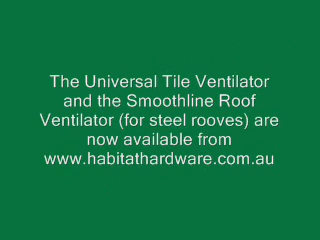 The Universal Tile Ventilator
and the Smoothline Roof
Ventilator (for steel rooves) are
now available from
www.habitathardware.com.au